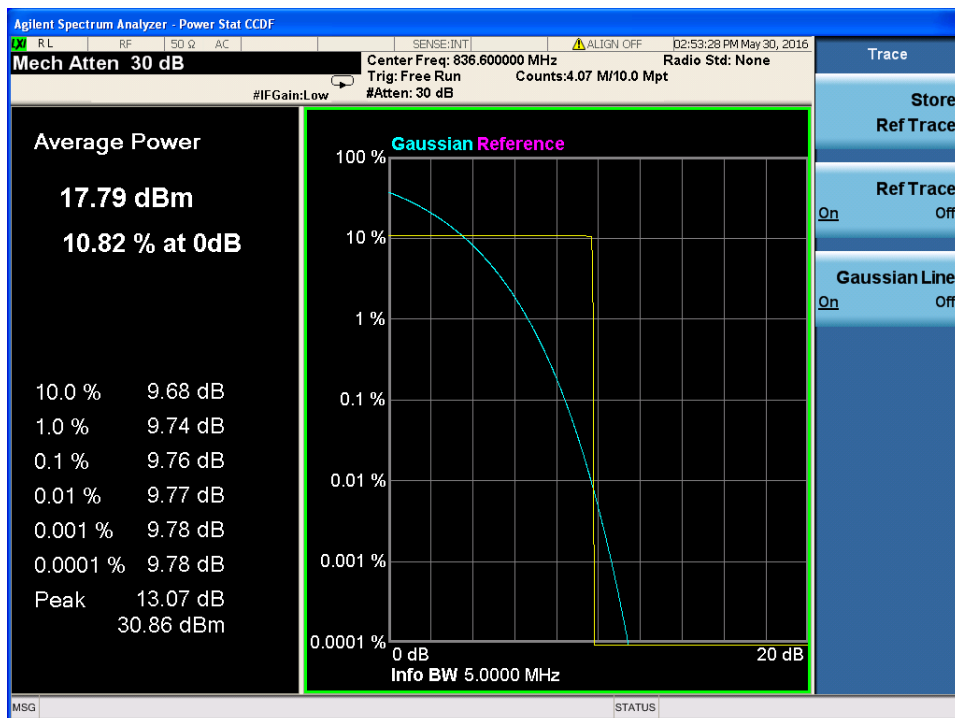 Agilent Spectrum Analyzer - Power Stat CCDF
LXI RL RF 50 Ω AC SENSE:INT ALIGN OFF 02:53:28 PM May 30, 2016
Mech Atten 30 dB
Center Freq: 836.600000 MHz Radio Std: None
Trig: Free Run Counts:4.07 M/10.0 Mpt
#IFGain:Low #Atten: 30 dB
Trace
Store
Ref Trace
Ref Trace
On Off
Gaussian Line
On Off
Average Power
17.79 dBm
10.82 % at 0dB
10.0 % 9.68 dB
1.0 % 9.74 dB
0.1 % 9.76 dB
0.01 % 9.77 dB
0.001 % 9.78 dB
0.0001 % 9.78 dB
Peak 13.07 dB
30.86 dBm
Gaussian Reference
100 %
10 %
1 %
0.1 %
0.01 %
0.001 %
0.0001 %
0 dB 20 dB
Info BW 5.0000 MHz
MSG STATUS